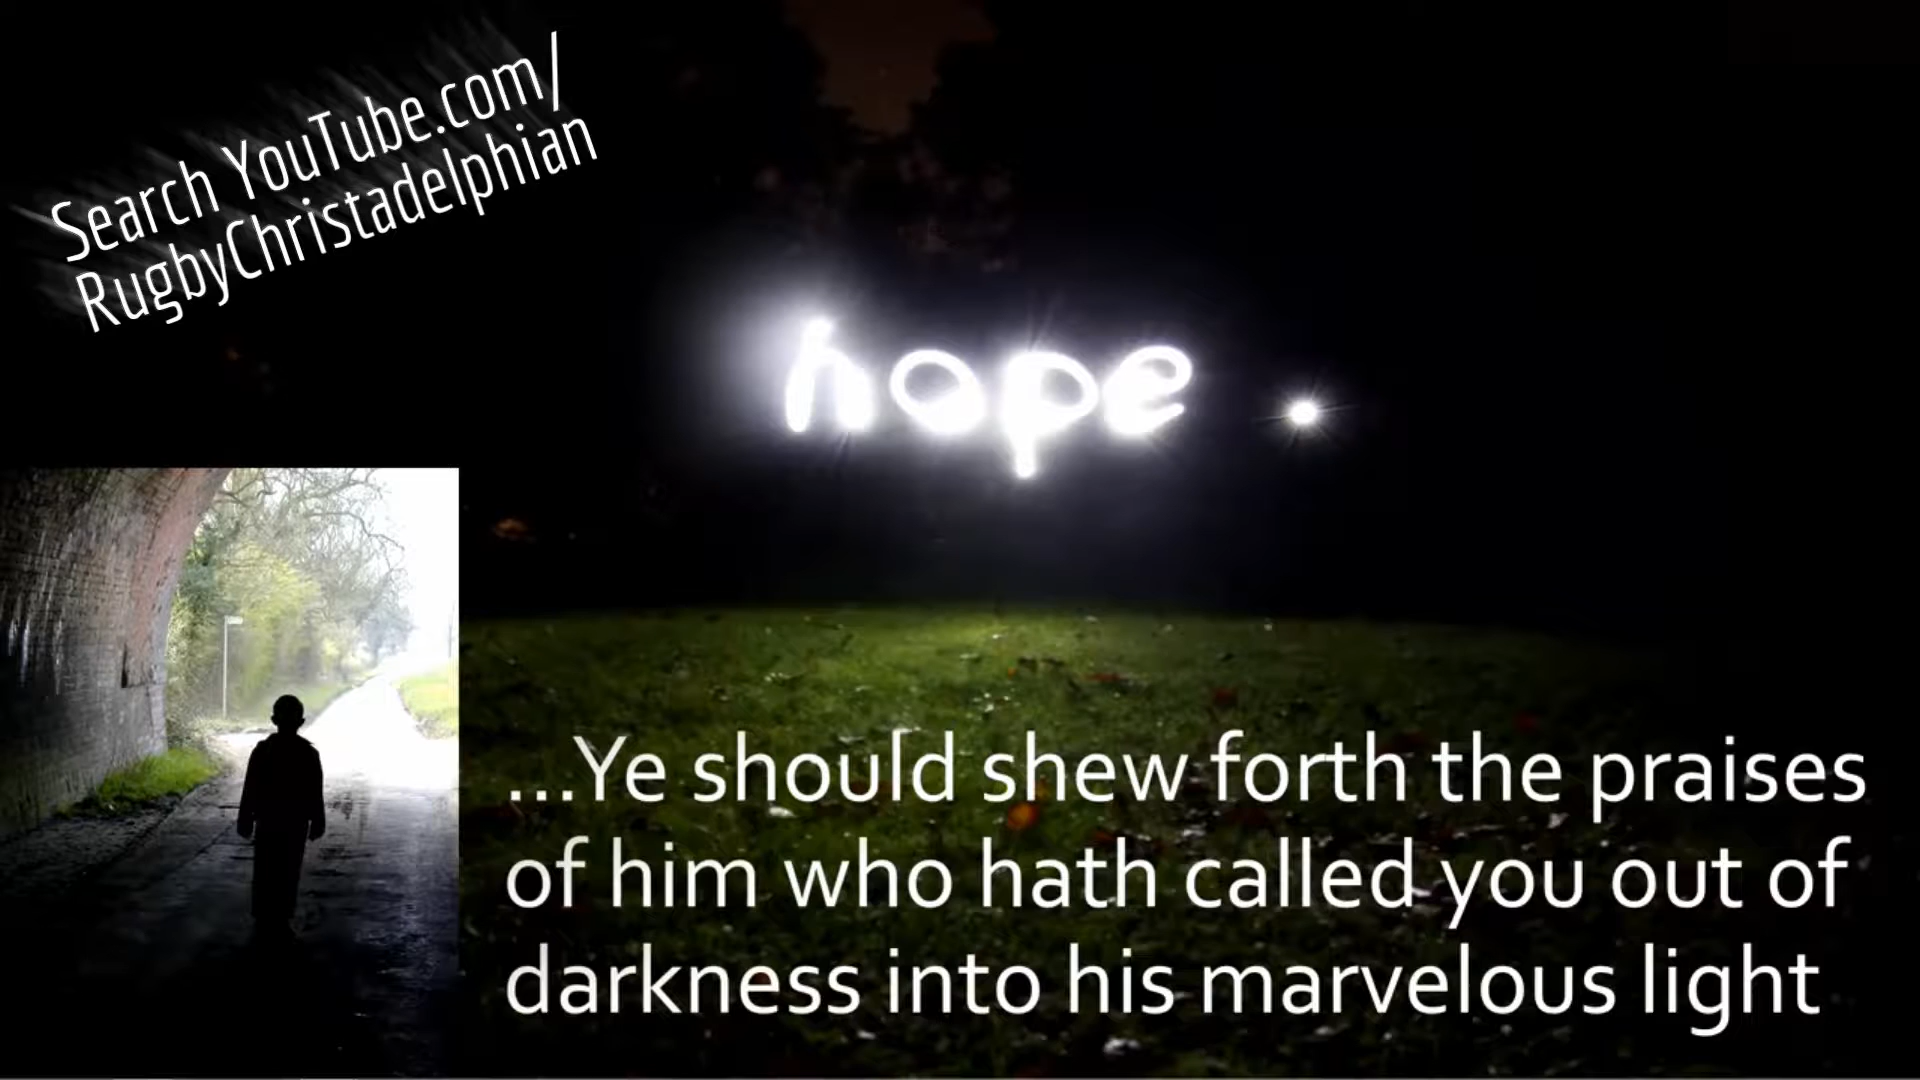 Search YouTube.com/
RugbyChristadelphian
hope.
...Ye should shew forth the praises
of him who hath called you out of
darkness into his marvelous light